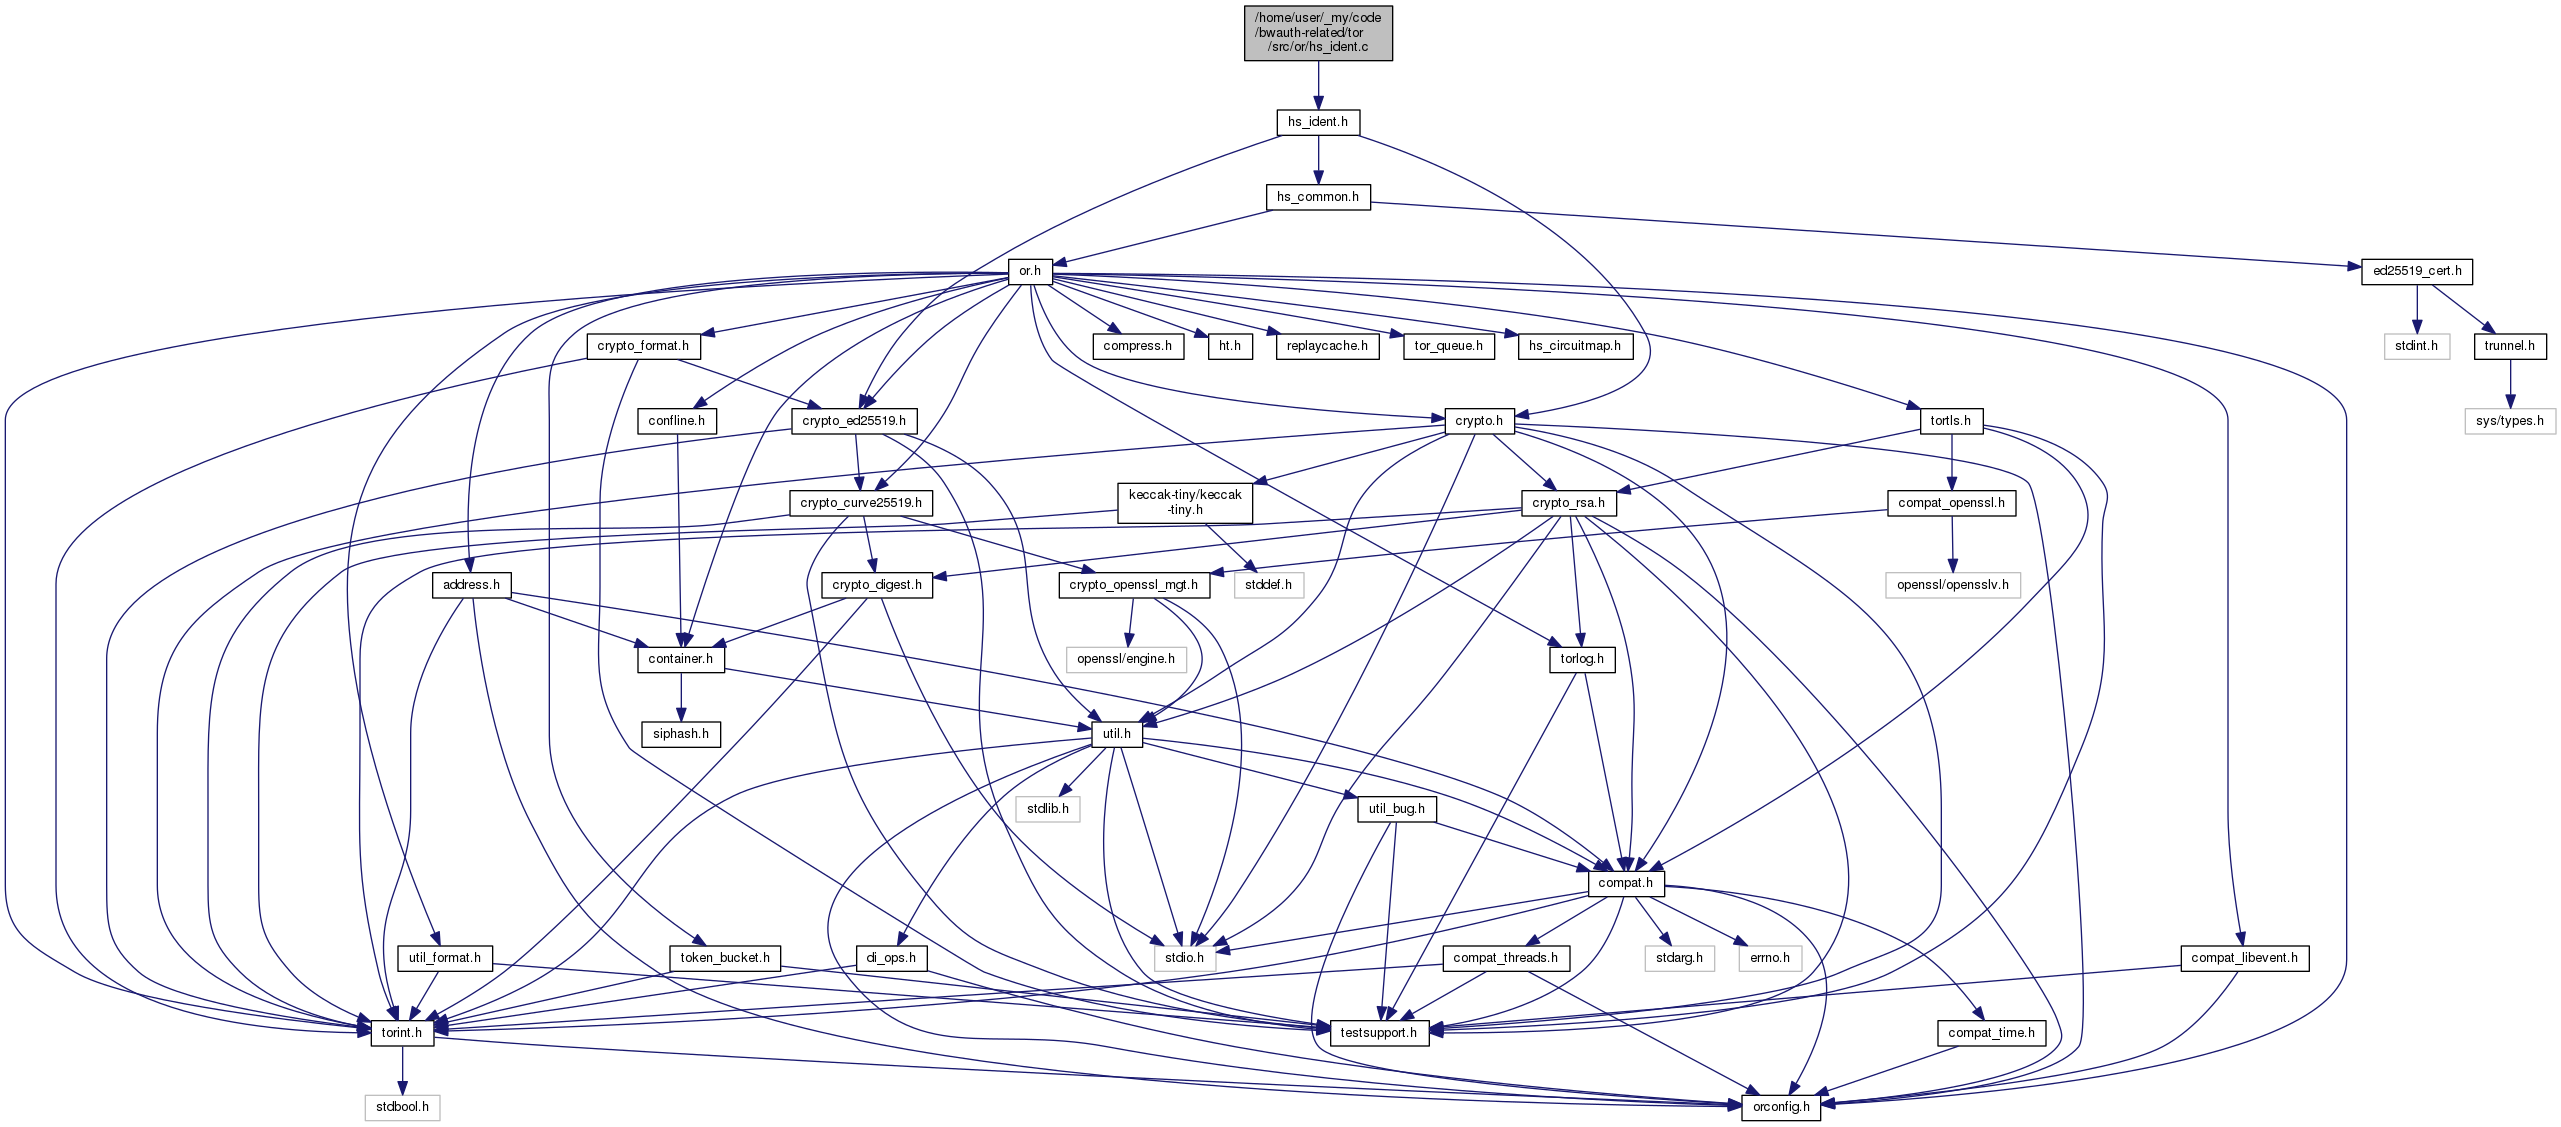 /home/user/_my/code
/bwauth-related/tor
/src/or/hs_ident.c
hs_ident.h
hs_common.h
or.h
ed25519_cert.h
crypto_format.h
compress.h
ht.h
replaycache.h
tor_queue.h
hs_circuitmap.h
stdint.h
trunnel.h
confline.h
crypto_ed25519.h
crypto.h
tortls.h
sys/types.h
crypto_curve25519.h
keccak-tiny/keccak
-tiny.h
crypto_rsa.h
compat_openssl.h
address.h
crypto_digest.h
crypto_openssl_mgt.h
stddef.h
openssl/opensslv.h
container.h
openssl/engine.h
torlog.h
siphash.h
util.h
stdlib.h
util_bug.h
compat.h
util_format.h
token_bucket.h
di_ops.h
stdio.h
compat_threads.h
stdarg.h
errno.h
compat_libevent.h
torint.h
testsupport.h
compat_time.h
stdbool.h
orconfig.h